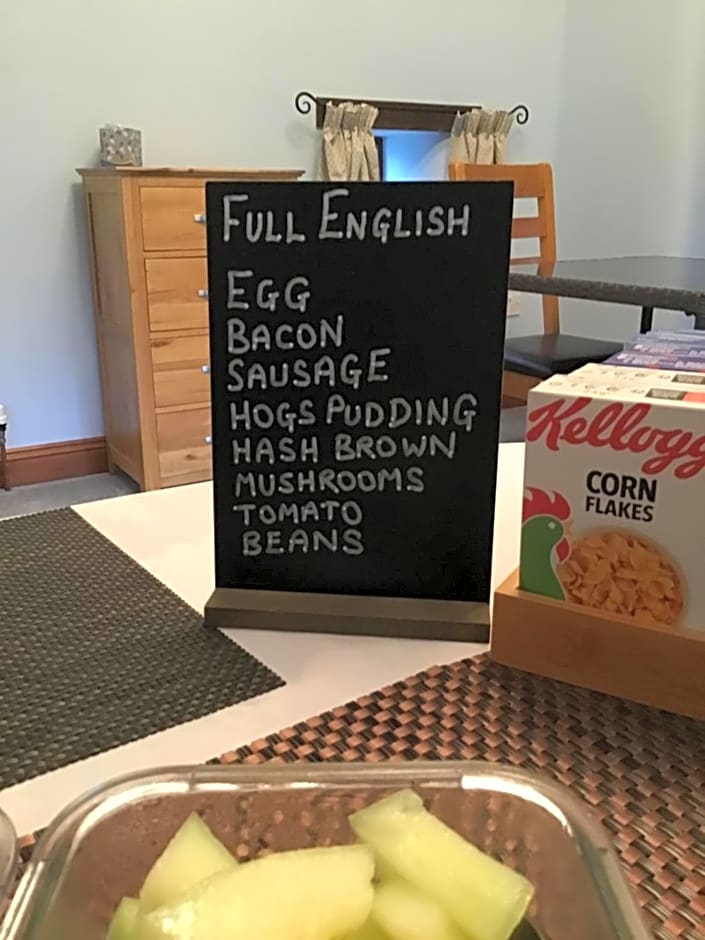 FULL ENGLISH
EGG
BACON
SAUSAGE
HOGS PUDDING
HASH BROWN
MUSHROOMS
TOMATO
BEANS
Kellogg
CORN
FLAKES